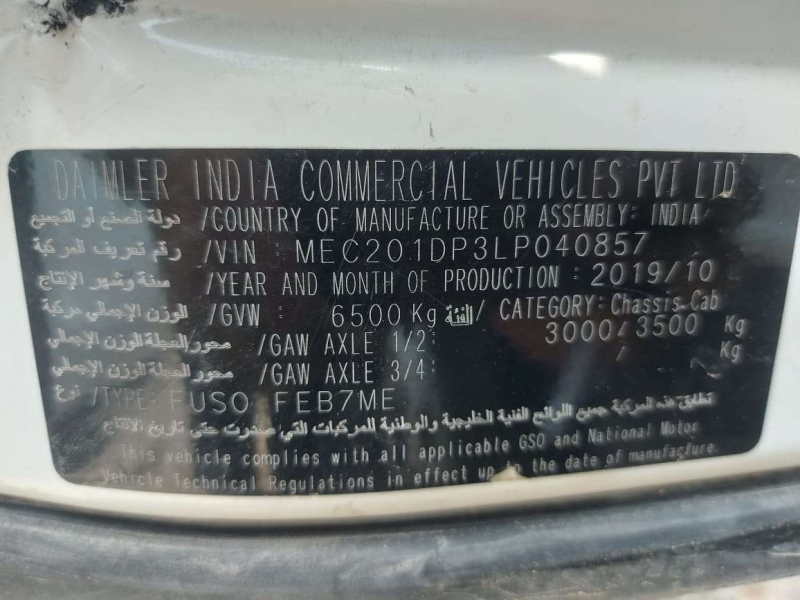 DAIMLER INDIA COMMERCIAL VEHICLES PVT LTD
دولة الصنع أو التجميع /COUNTRY OF MANUFACTURE OR ASSEMBLY: INDIA
رقم تعريف المركبة /VIN: MEC201DP3LP040857
سنة وشهر الإنتاج /YEAR AND MONTH OF PRODUCTION: 2019/10
الوزن الإجمالي مركبة /GVW: 6500 Kg الفئة/ CATEGORY: Chassis Cab
محور العجلة الوزن الإجمالي /GAW AXLE 1/2: 3000/3500 Kg
محور العجلة الوزن الإجمالي /GAW AXLE 3/4: / Kg
نوع /TYPE: FUSO FEB7ME
تطابق هذه المركبة جميع اللوائح الفنية الخليجية والوطنية للمركبات التي صدرت حتى تاريخ الإنتاج
This vehicle complies with all applicable GSO and National Motor
Vehicle Technical Regulations in effect up to the date of manufacture.